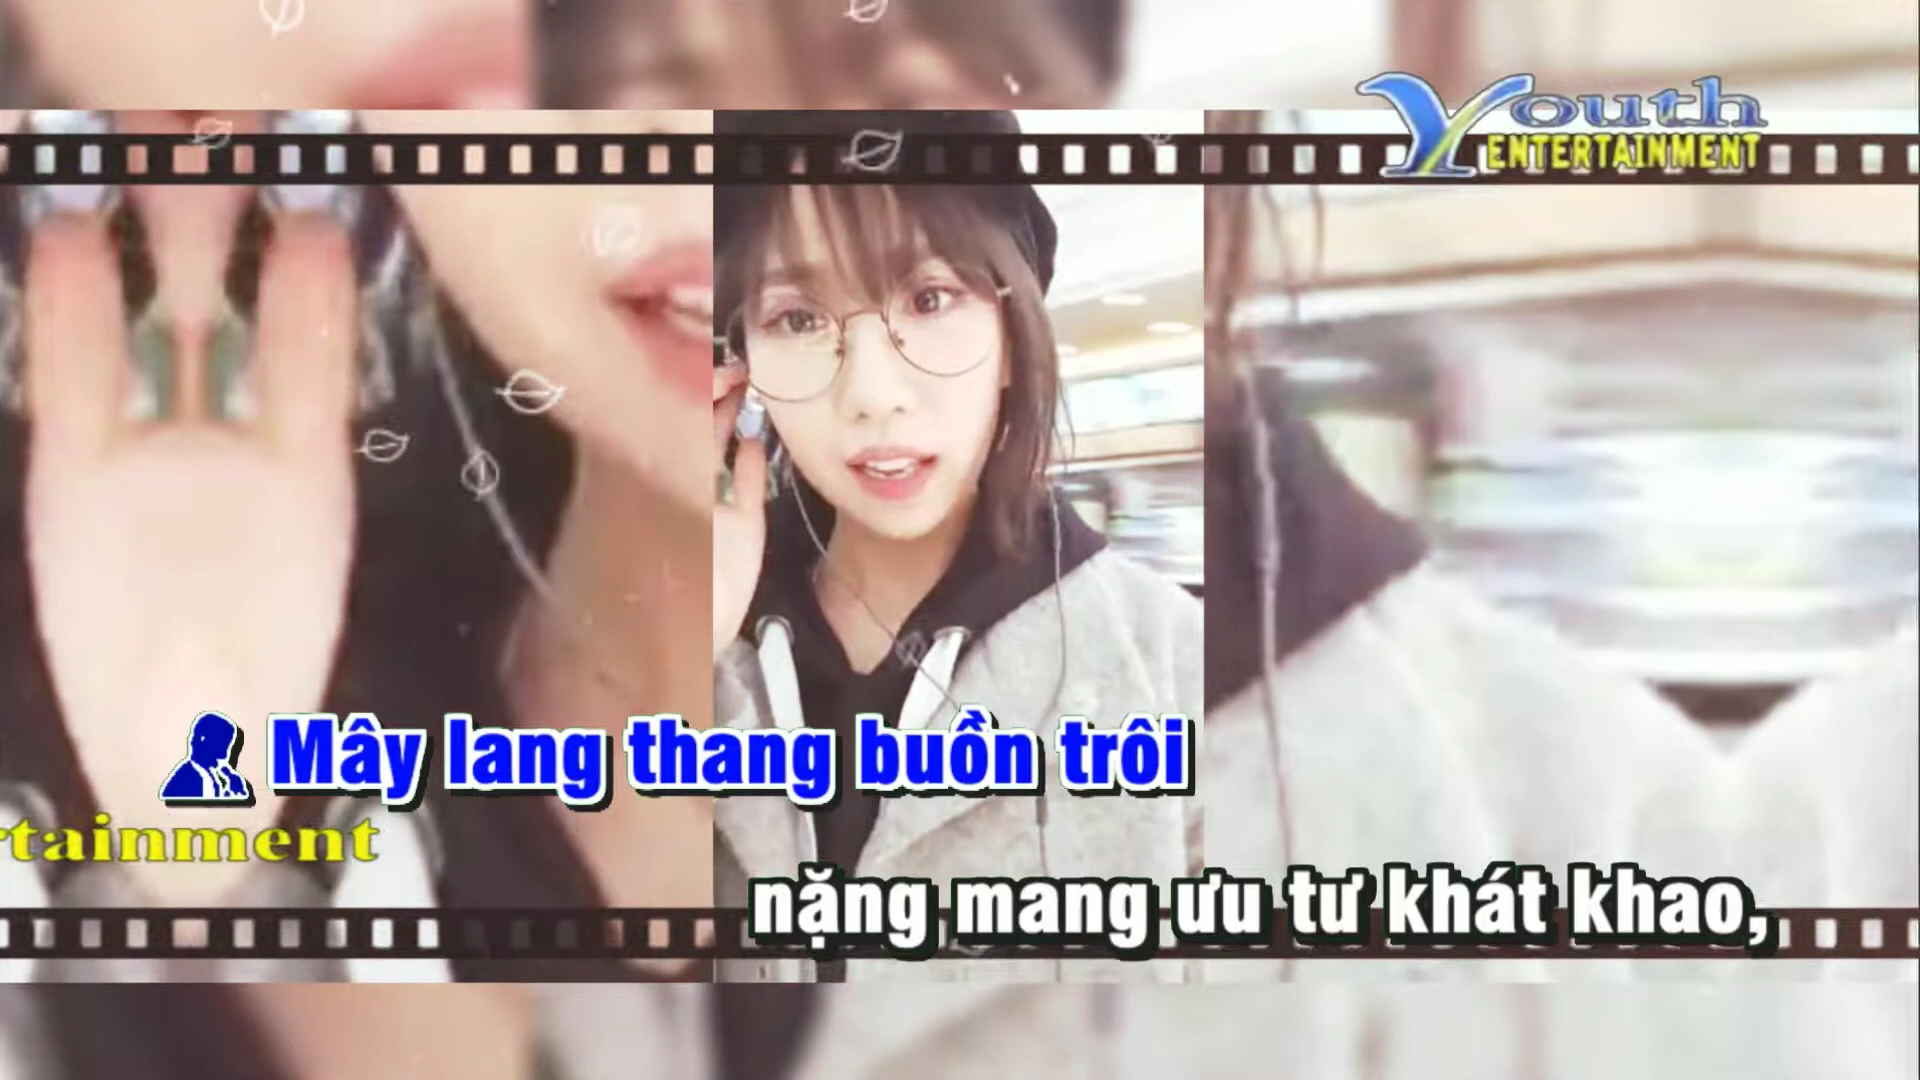 Youth
ENTERTAINMENT
Mây lang thang buồn trôi
rtainment
nặng mang ưu tư khát khao,